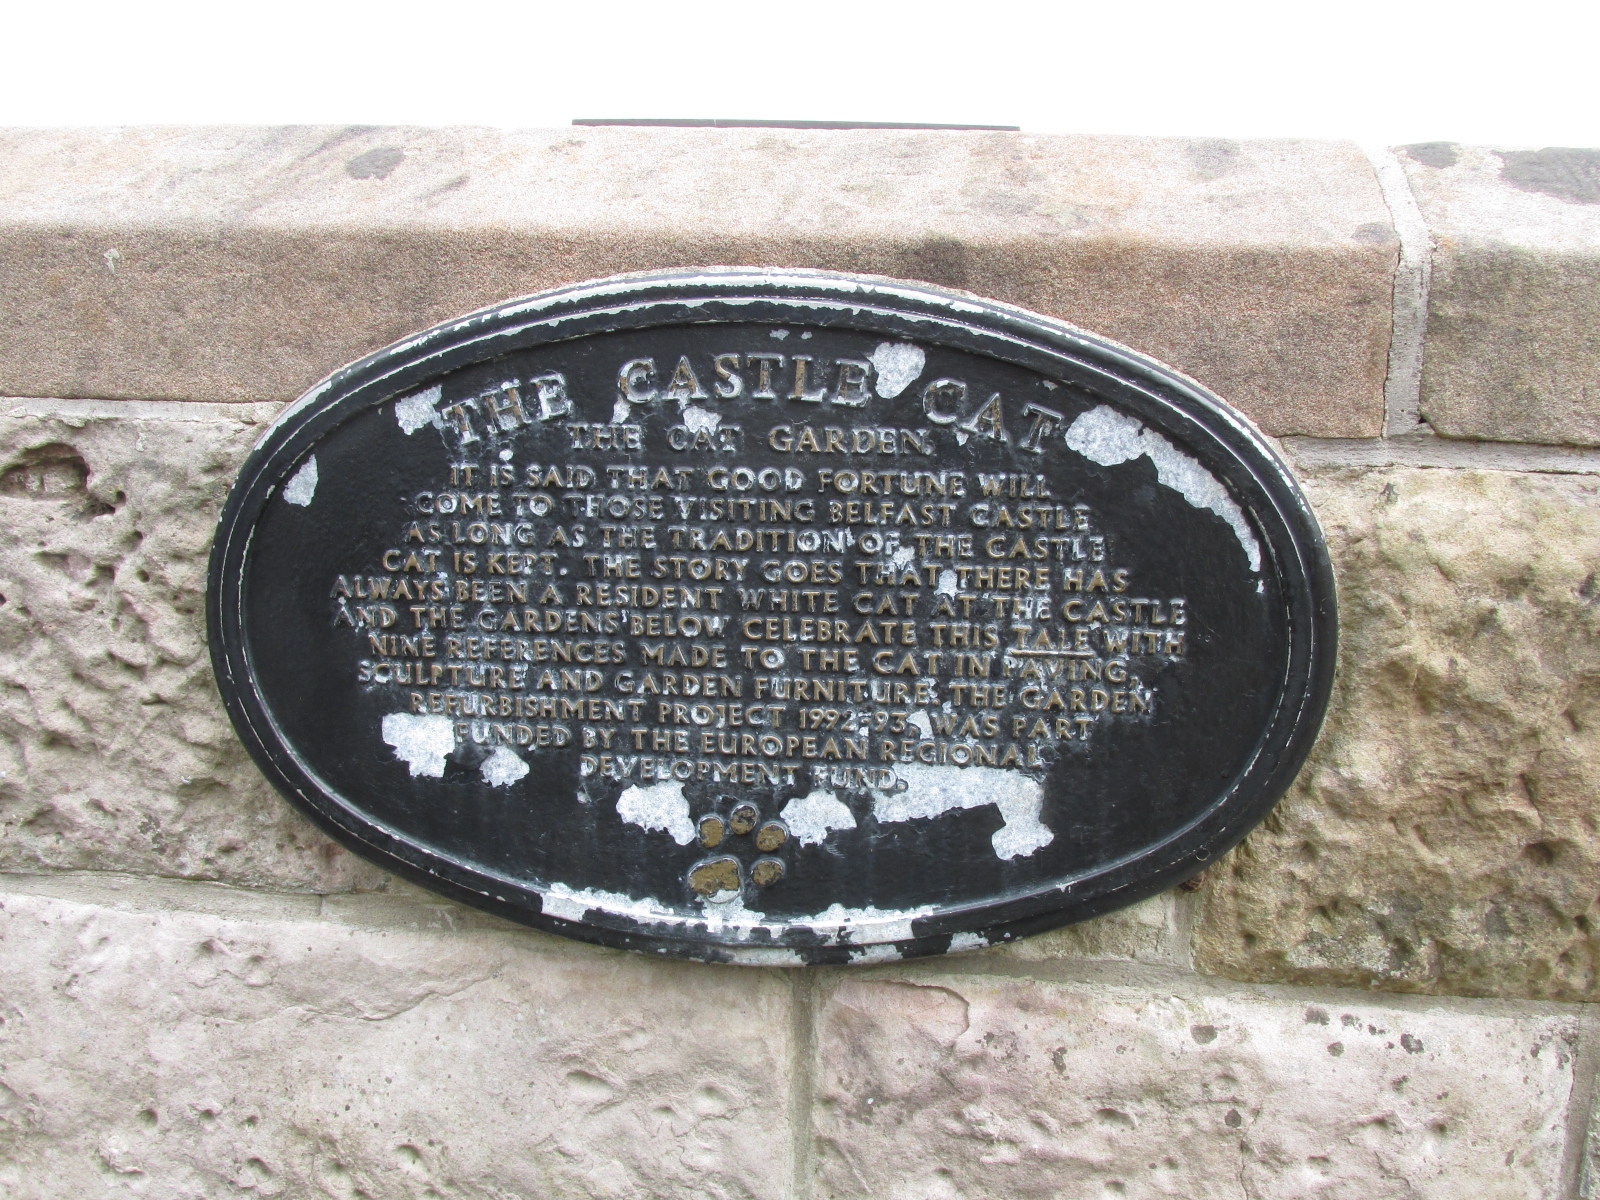 THE CASTLE CAT
THE CAT GARDEN
IT IS SAID THAT GOOD FORTUNE WILL
COME TO THOSE VISITING BELFAST CASTLE
AS LONG AS THE TRADITION OF THE CASTLE
CAT IS KEPT. THE STORY GOES THAT THERE HAS
ALWAYS BEEN A RESIDENT WHITE CAT AT THE CASTLE
AND THE GARDENS BELOW CELEBRATE THIS TALE WITH
NINE REFERENCES MADE TO THE CAT IN PAVING,
SCULPTURE AND GARDEN FURNITURE. THE GARDEN
REFURBISHMENT PROJECT 1992-93, WAS PART
FUNDED BY THE EUROPEAN REGIONAL
DEVELOPMENT FUND.